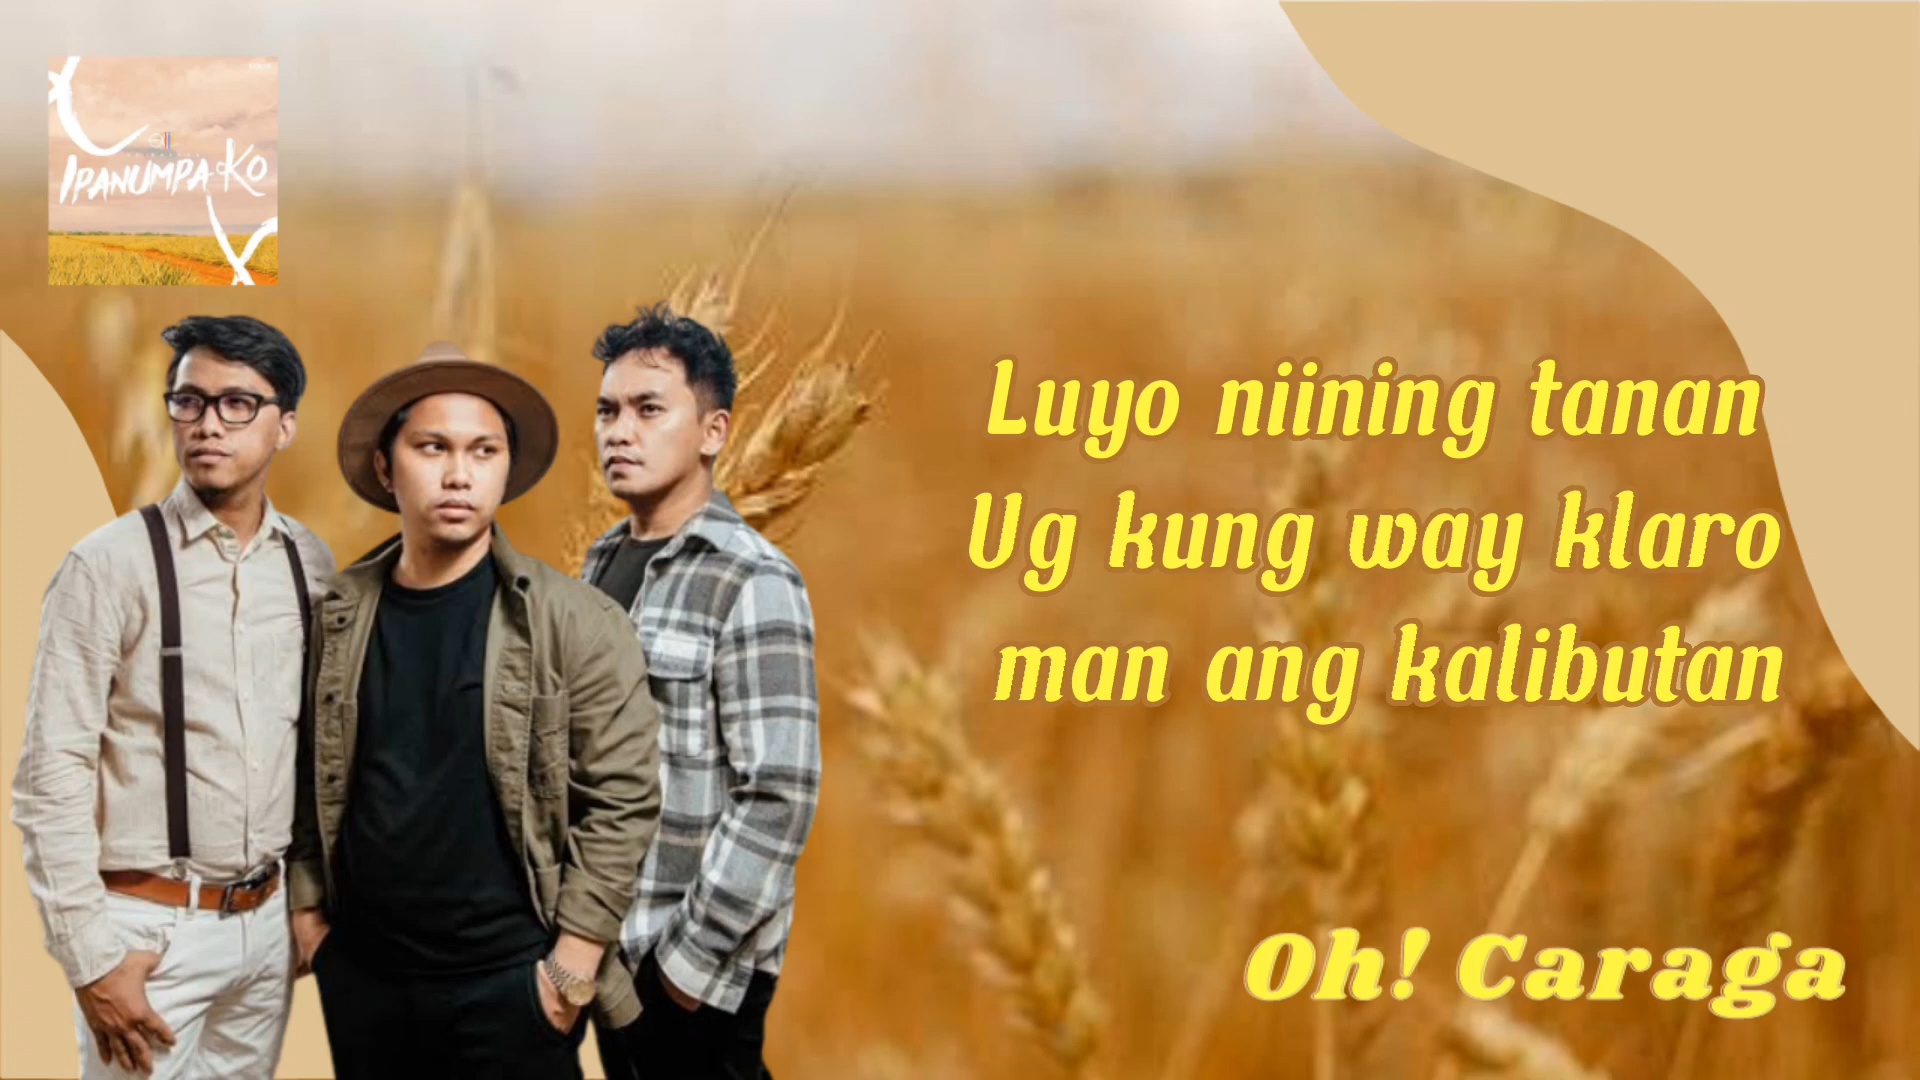 IPANUMPA KO
Luyo niining tanan
Ug kung way klaro
man ang kalibutan
Oh! Caraga